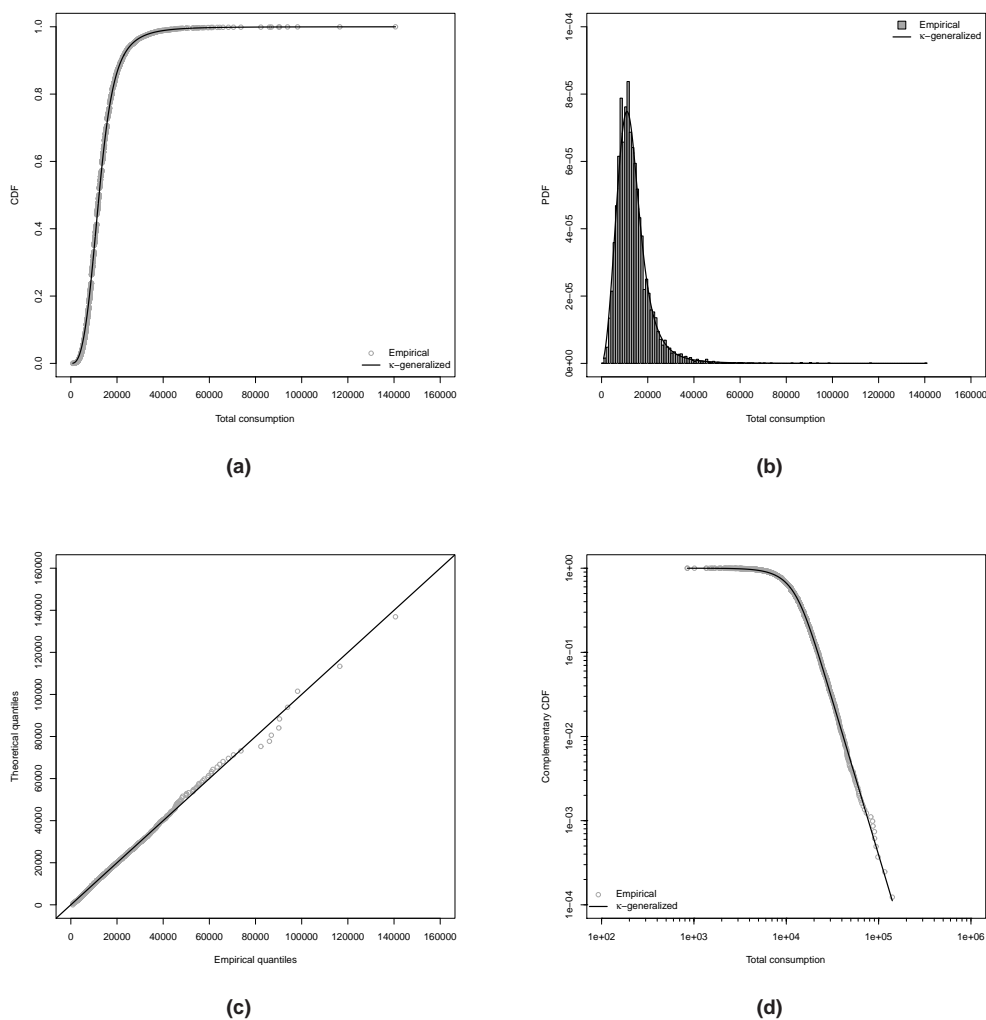 1.0
0.8
0.6
0.4
0.2
0.0
CDF
Empirical
κ−generalized
0 20000 40000 60000 80000 100000 120000 140000 160000
Total consumption
(a)
1e−04
8e−05
6e−05
4e−05
2e−05
0e+00
PDF
Empirical
κ−generalized
0 20000 40000 60000 80000 100000 120000 140000 160000
Total consumption
(b)
160000
140000
120000
100000
80000
60000
40000
20000
0
Theoretical quantiles
0 20000 40000 60000 80000 100000 120000 140000 160000
Empirical quantiles
(c)
1e+00
1e−01
1e−02
1e−03
1e−04
Complementary CDF
Empirical
κ−generalized
1e+02 1e+03 1e+04 1e+05 1e+06
Total consumption
(d)